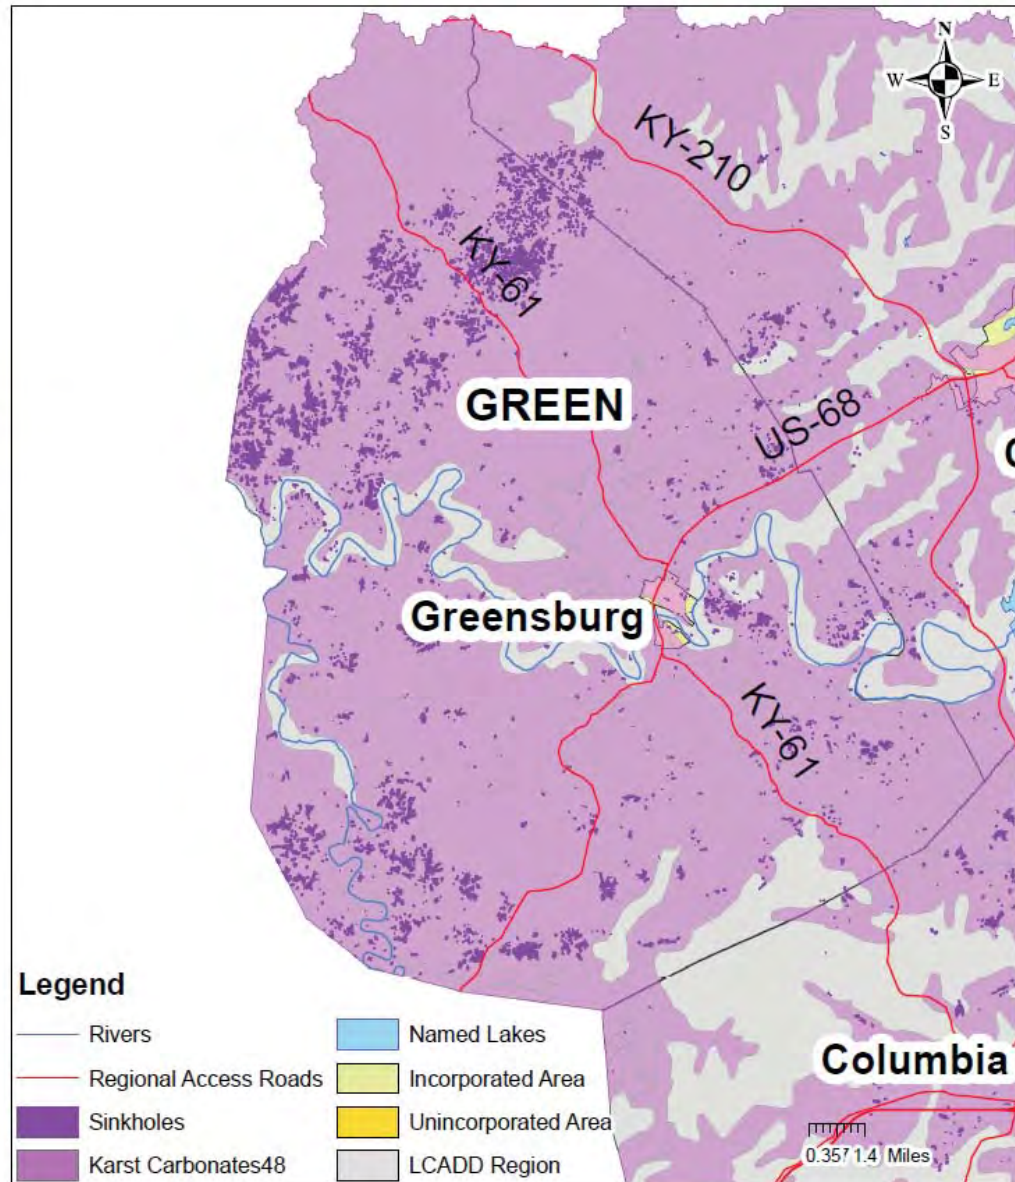 N
W E
S
KY-210
KY-61
GREEN
US-68
C
Greensburg
KY-61
Legend
Rivers
Regional Access Roads
Sinkholes
Karst Carbonates48
Named Lakes
Incorporated Area
Unincorporated Area
LCADD Region
Columbia
Miles